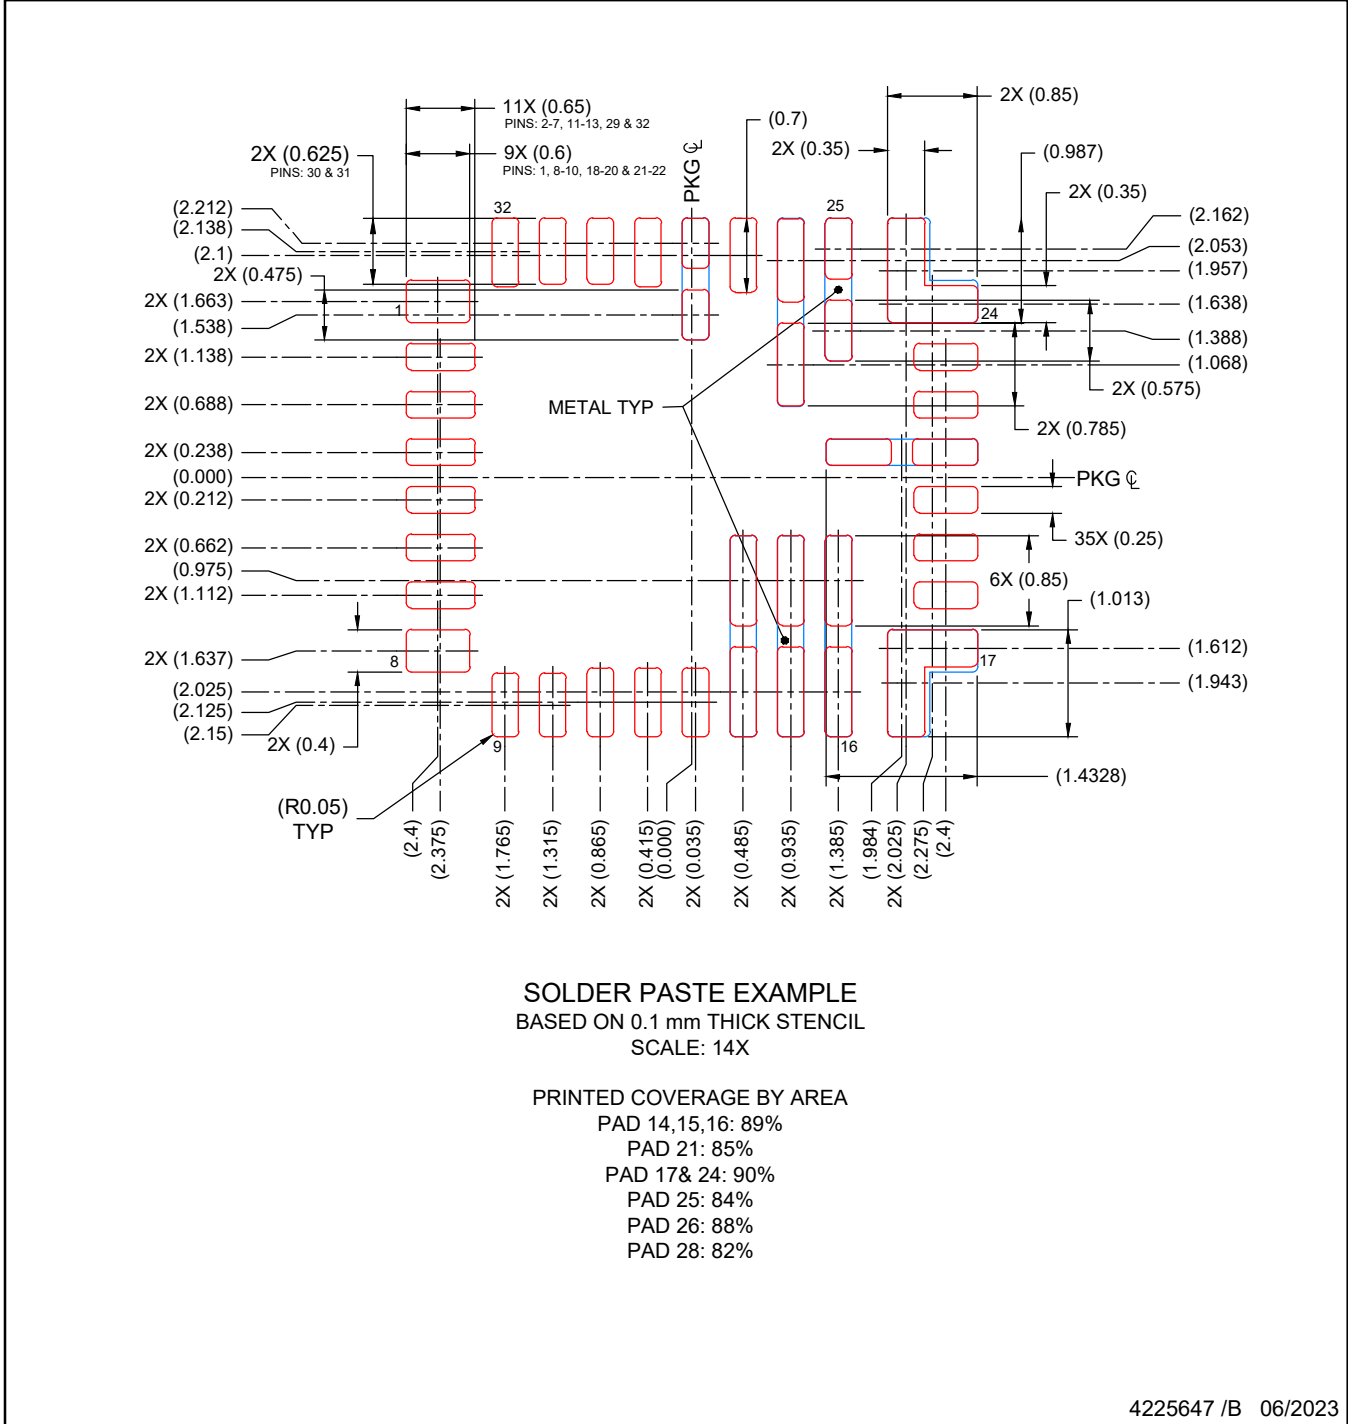 11X (0.65)
PINS: 2-7, 11-13, 29 & 32
2X (0.625)
PINS: 30 & 31
9X (0.6)
PINS: 1, 8-10, 18-20 & 21-22
PKG ℄
(0.7)
2X (0.85)
2X (0.35)
(0.987)
2X (0.35)
(2.212)
(2.138)
(2.1)
2X (0.475)
2X (1.663)
(1.538)
2X (1.138)
2X (0.688)
2X (0.238)
(0.000)
2X (0.212)
2X (0.662)
(0.975)
2X (1.112)
2X (1.637)
(2.025)
(2.125)
(2.15)
2X (0.4)
32
25
1
24
8
17
9
16
(2.162)
(2.053)
(1.957)
(1.638)
(1.388)
(1.068)
2X (0.575)
2X (0.785)
METAL TYP
PKG ℄
35X (0.25)
6X (0.85)
(1.013)
(1.612)
(1.943)
(1.4328)
(R0.05)
TYP
(2.4)
(2.375)
2X (1.765)
2X (1.315)
2X (0.865)
2X (0.415)
(0.000)
2X (0.035)
2X (0.485)
2X (0.935)
2X (1.385)
(1.984)
2X (2.025)
(2.275)
(2.4)
SOLDER PASTE EXAMPLE
BASED ON 0.1 mm THICK STENCIL
SCALE: 14X
PRINTED COVERAGE BY AREA
PAD 14,15,16: 89%
PAD 21: 85%
PAD 17& 24: 90%
PAD 25: 84%
PAD 26: 88%
PAD 28: 82%
4225647 /B 06/2023